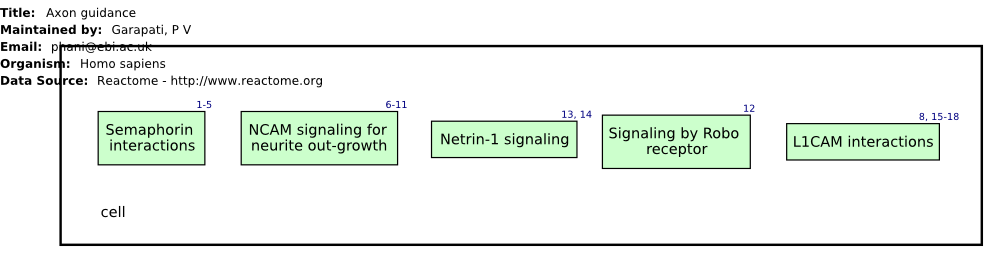 Title: Axon guidance
Maintained by: Garapati, P V
Email: phani@ebi.ac.uk
Organism: Homo sapiens
Data Source: Reactome - http://www.reactome.org
1-5
Semaphorin
interactions
6-11
NCAM signaling for
neurite out-growth
13, 14
Netrin-1 signaling
12
Signaling by Robo
receptor
8, 15-18
L1CAM interactions
cell